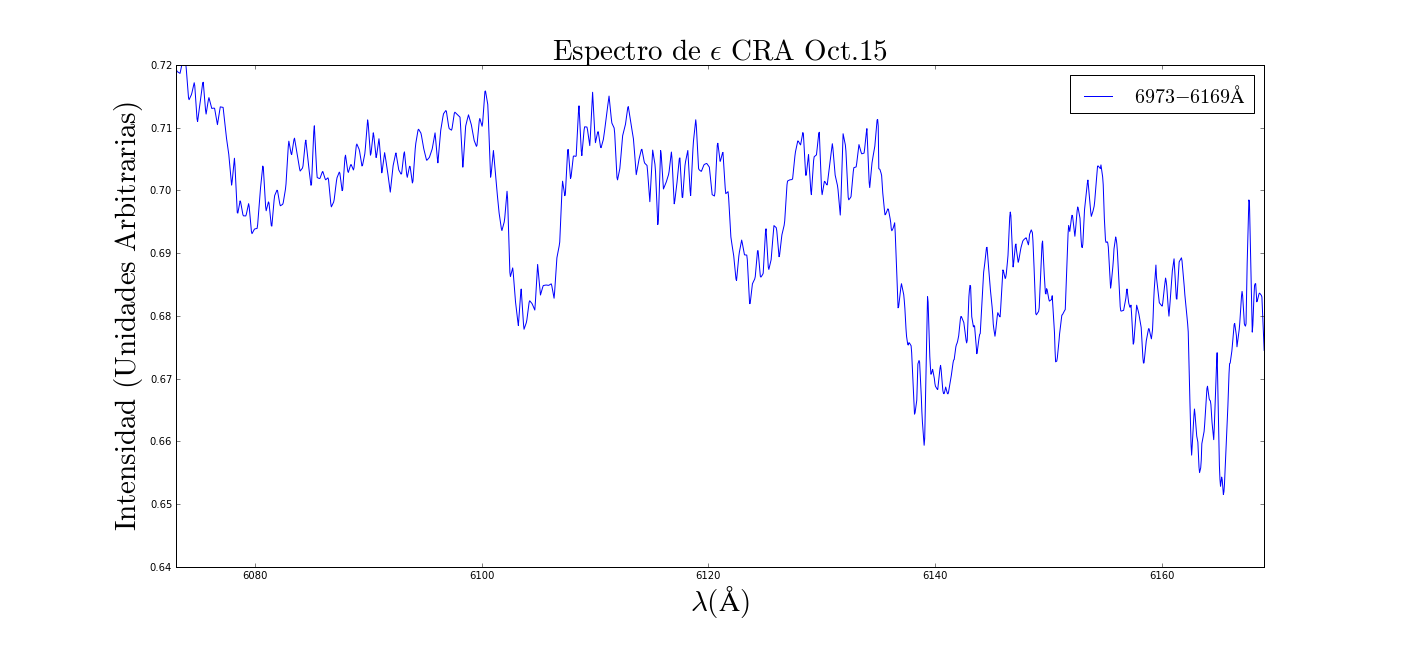 Espectro de ϵ CRA Oct.15
6973−6169Å
Intensidad (Unidades Arbitrarias)
0.72
0.71
0.70
0.69
0.68
0.67
0.66
0.65
0.64
6080 6100 6120 6140 6160
λ(Å)